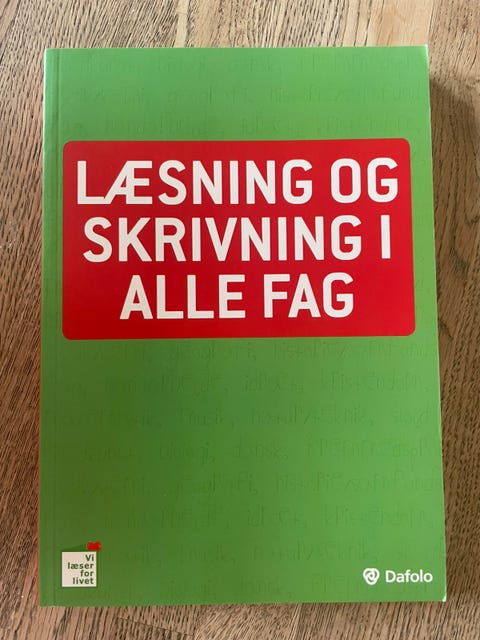 LÆSNING OG
SKRIVNING I
ALLE FAG
Vi
læser
for
livet
Dafolo